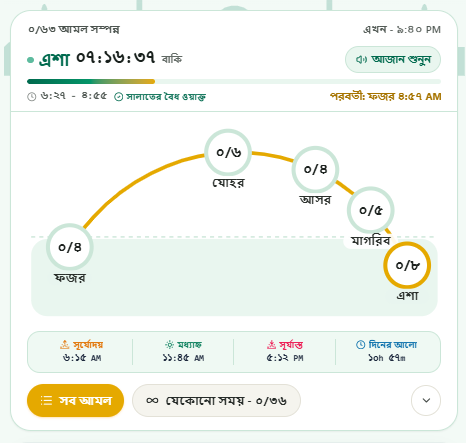 ০/৬৩ আমল সম্পন্ন
এখন - ৯:৪০ PM
এশা ০৭:১৬:৩৭ বাকি
আজান শুনুন
৬:২৭ - ৪:৫৫ সালাতের বৈধ ওয়াক্ত
পরবর্তী: ফজর ৪:৫৭ AM
০/৬
যোহর
০/৪
আসর
০/৫
মাগরিব
০/৪
ফজর
০/৮
এশা
সূর্যোদয়
৬:১৫ AM
মধ্যাহ্ন
১১:৪৫ AM
সূর্যাস্ত
৫:১২ PM
দিনের আলো
১০h ৫৭m
সব আমল
যেকোনো সময় - ০/৩৬